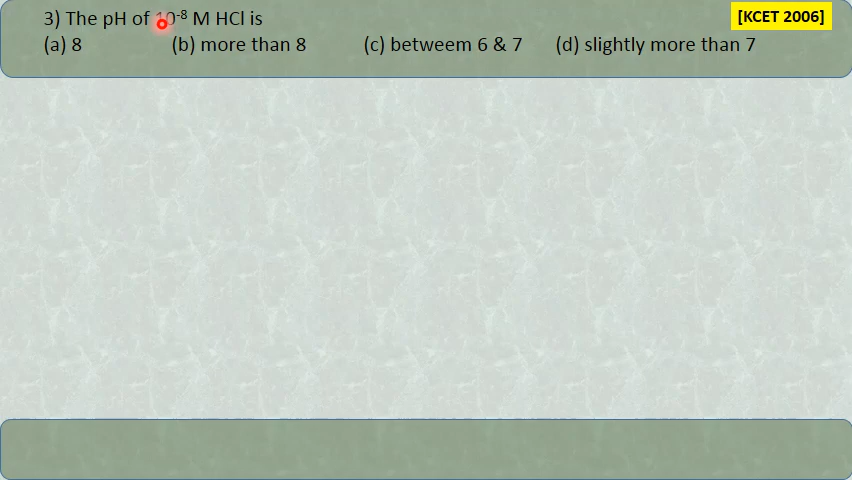 3) The pH of 10⁻⁸ M HCl is
[KCET 2006]
(a) 8 (b) more than 8 (c) betweem 6 & 7 (d) slightly more than 7